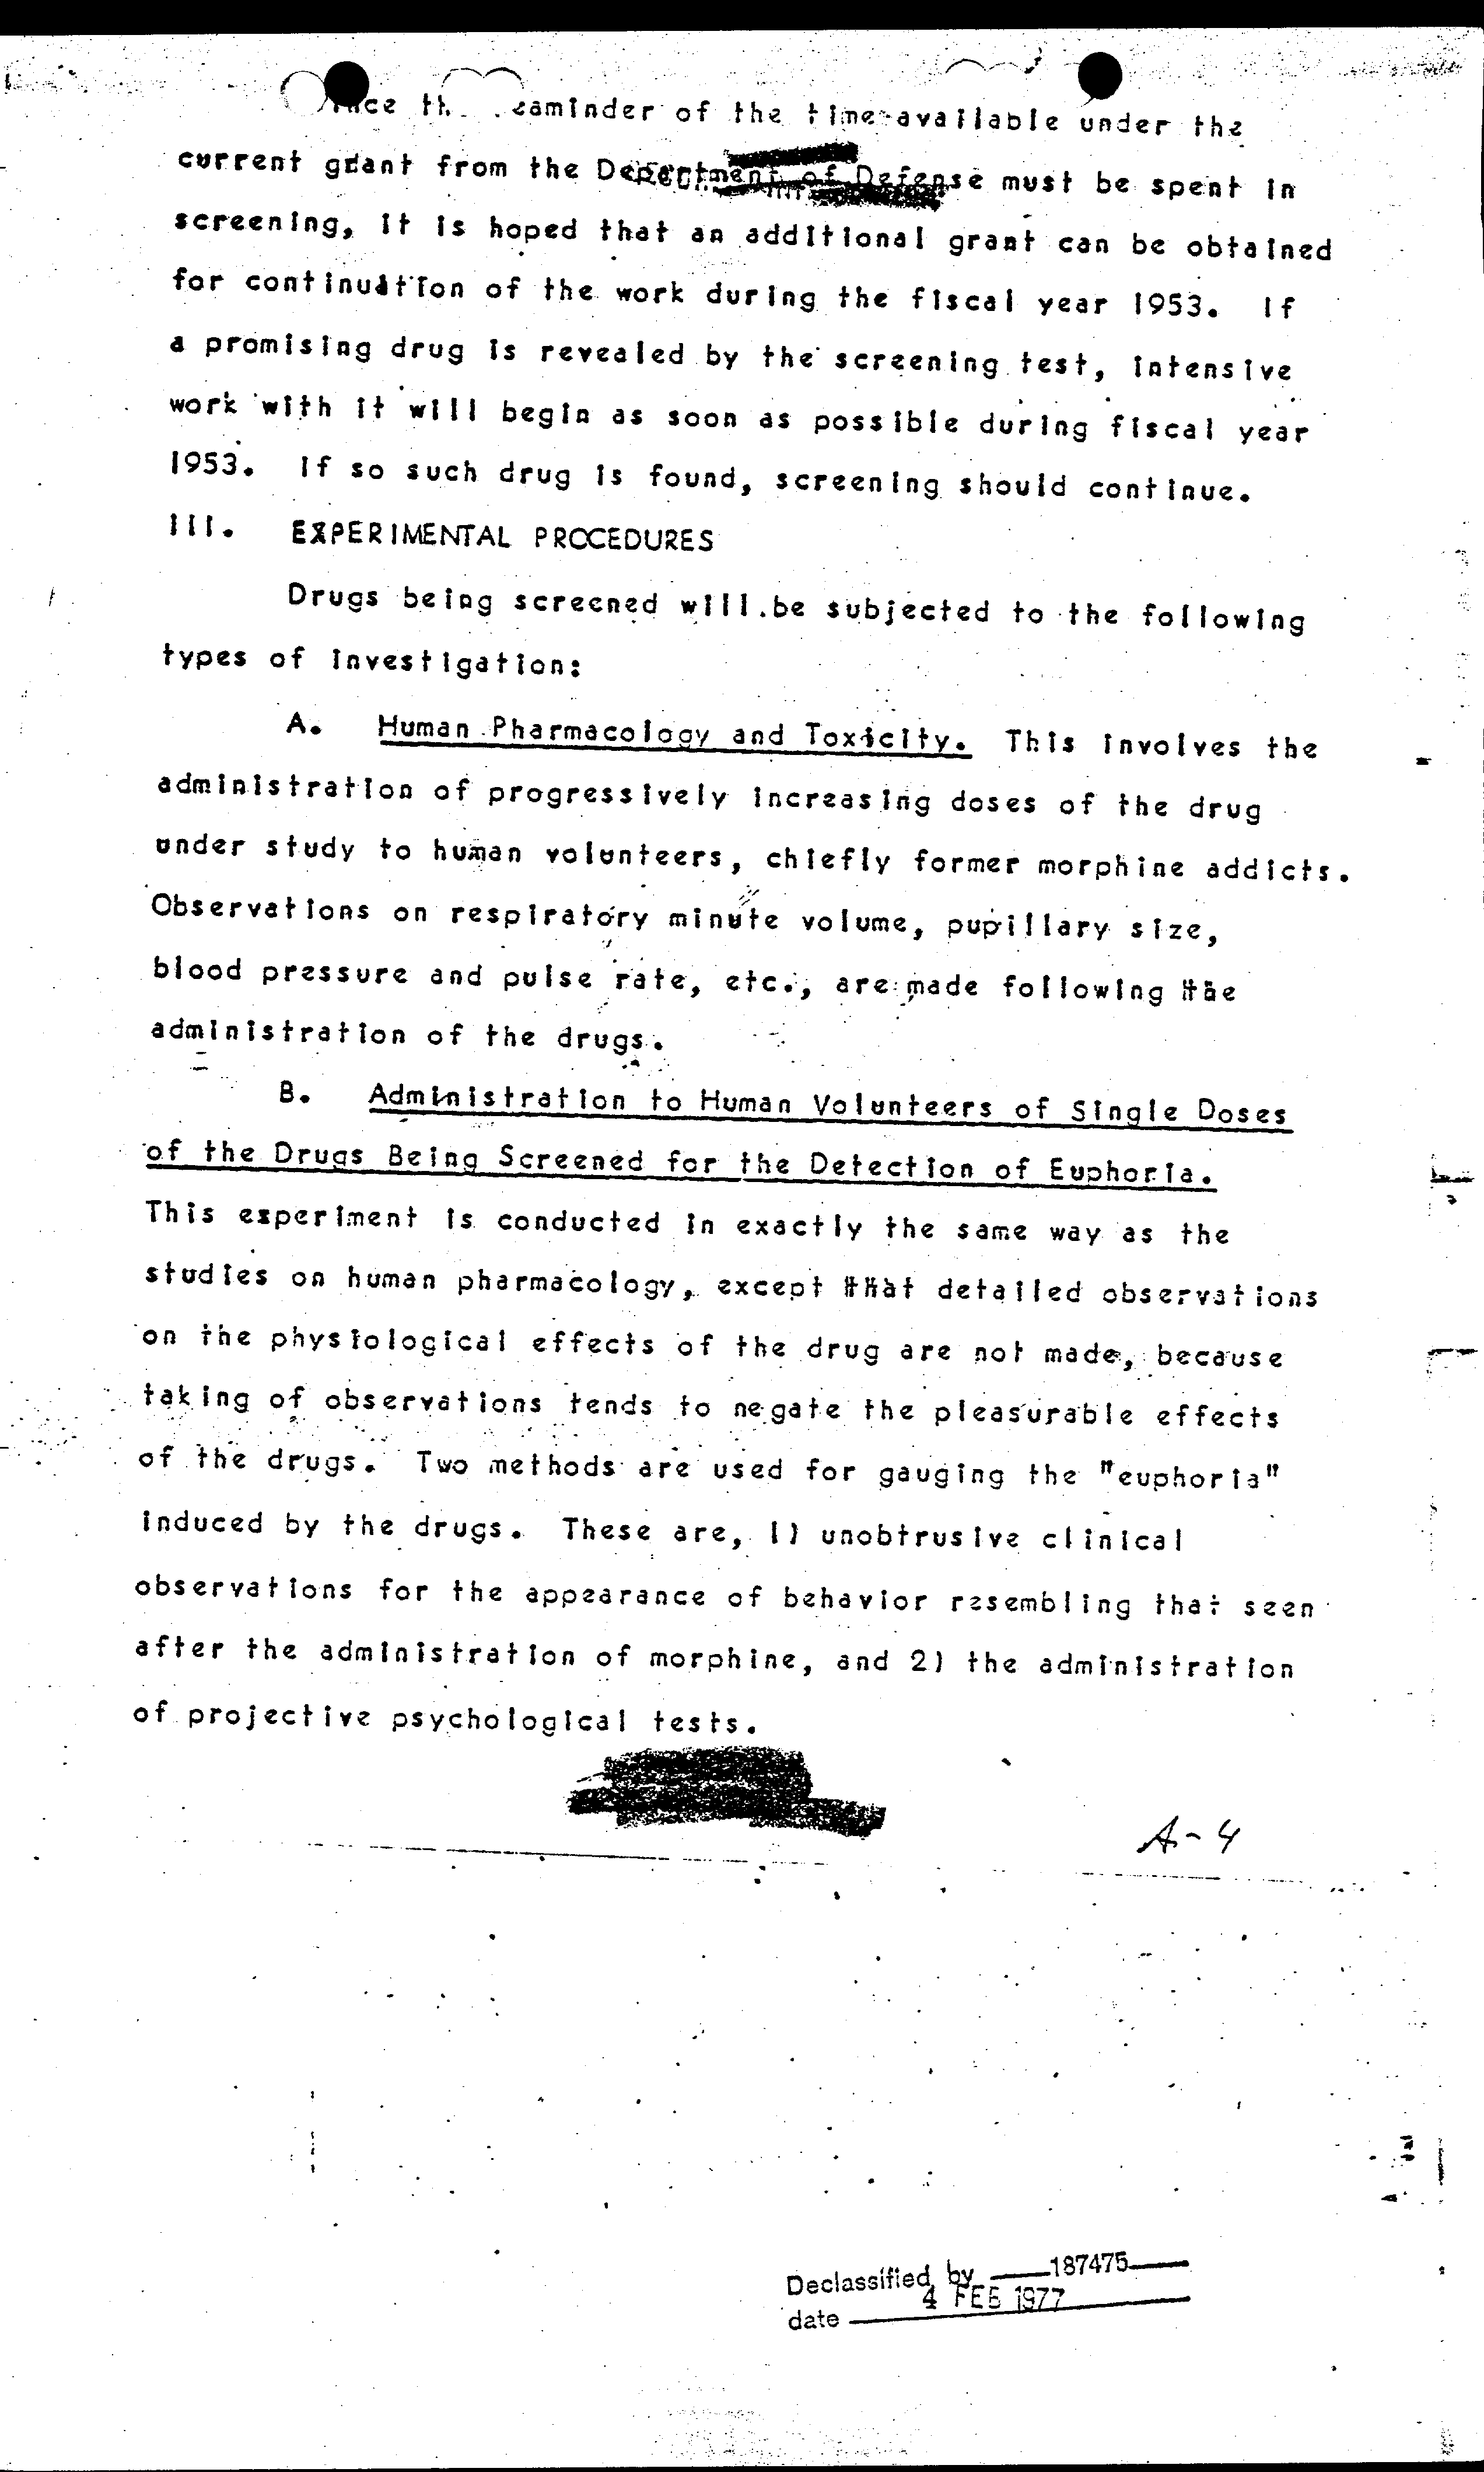 eaminder of the time available under the
current grant from the Department of Defense must be spent in
screening, it is hoped that an additional grant can be obtained
for continuation of the work during the fiscal year 1953. If
a promising drug is revealed by the screening test, intensive
work with it will begin as soon as possible during fiscal year
1953. If so such drug is found, screening should continue.
III. EXPERIMENTAL PROCEDURES
Drugs being screened will be subjected to the following
types of investigation:
A. Human Pharmacology and Toxicity. This involves the
administration of progressively increasing doses of the drug
under study to human volunteers, chiefly former morphine addicts.
Observations on respiratory minute volume, pupillary size,
blood pressure and pulse rate, etc., are made following the
administration of the drugs.
B. Administration to Human Volunteers of Single Doses
of the Drugs Being Screened for the Detection of Euphoria.
This experiment is conducted in exactly the same way as the
studies on human pharmacology, except that detailed observations
on the physiological effects of the drug are not made, because
taking of observations tends to negate the pleasurable effects
of the drugs. Two methods are used for gauging the "euphoria"
induced by the drugs. These are, 1) unobtrusive clinical
observations for the appearance of behavior resembling that seen
after the administration of morphine, and 2) the administration
of projective psychological tests.
A-4
Declassified by 187475
date 4 FEB 1977